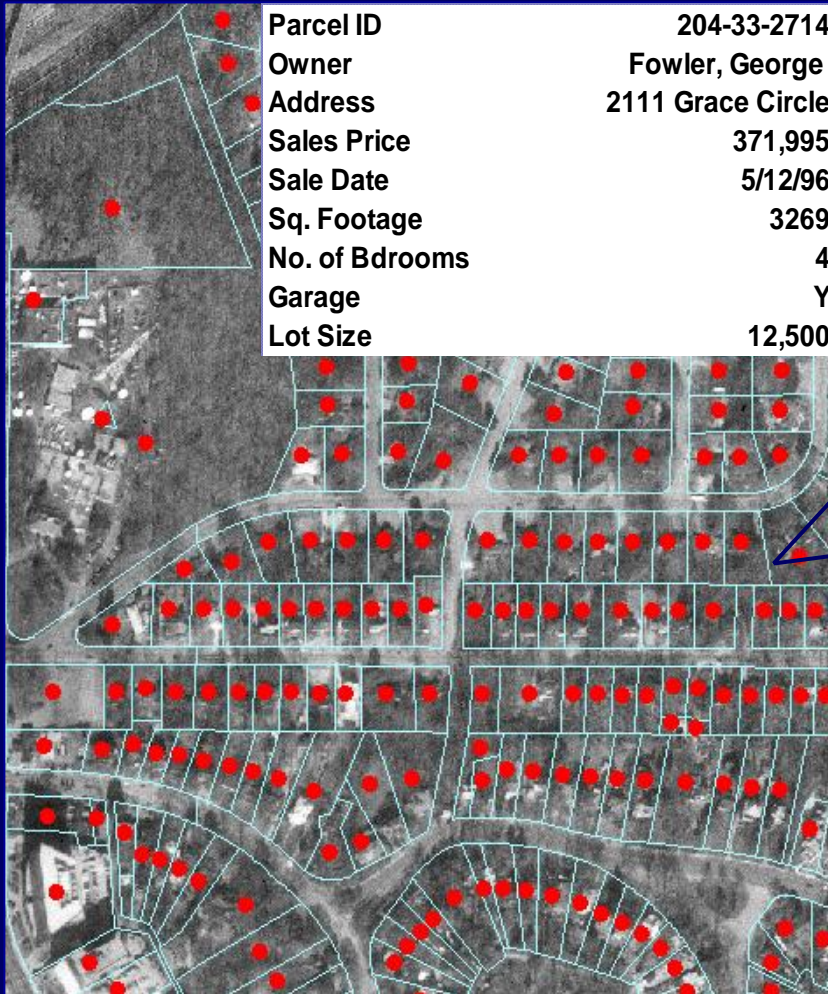 Parcel ID 204-33-2714
Owner Fowler, George
Address 2111 Grace Circle
Sales Price 371,995
Sale Date 5/12/96
Sq. Footage 3269
No. of Bdrooms 4
Garage Y
Lot Size 12,500